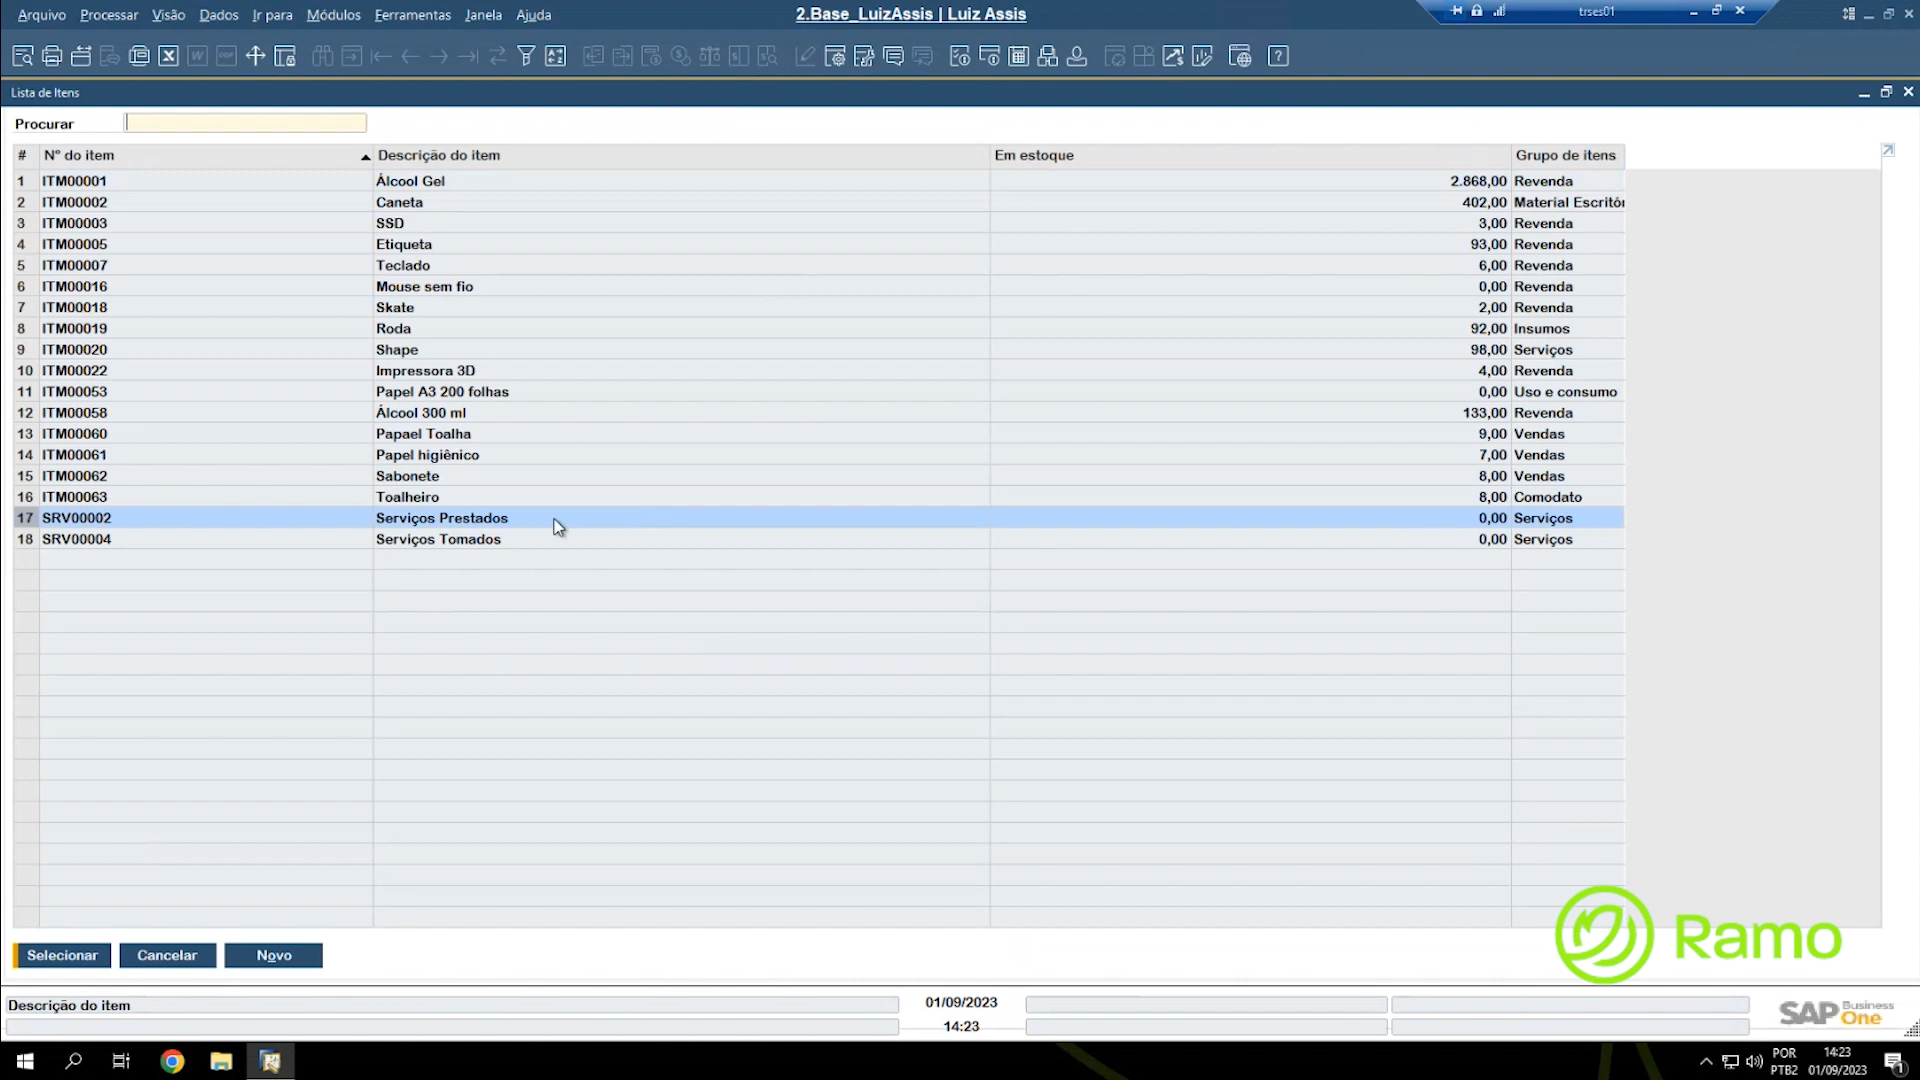 Arquivo Processar Visão Dados Ir para Módulos Ferramentas Janela Ajuda 2.Base_LuizAssis | Luiz Assis trses01
Lista de Itens
Procurar
# Nº do item Descrição do item Em estoque Grupo de itens
1 ITM00001 Álcool Gel 2.868,00 Revenda
2 ITM00002 Caneta 402,00 Material Escritór
3 ITM00003 SSD 3,00 Revenda
4 ITM00005 Etiqueta 93,00 Revenda
5 ITM00007 Teclado 6,00 Revenda
6 ITM00016 Mouse sem fio 0,00 Revenda
7 ITM00018 Skate 2,00 Revenda
8 ITM00019 Roda 92,00 Insumos
9 ITM00020 Shape 98,00 Serviços
10 ITM00022 Impressora 3D 4,00 Revenda
11 ITM00053 Papel A3 200 folhas 0,00 Uso e consumo
12 ITM00058 Álcool 300 ml 133,00 Revenda
13 ITM00060 Papael Toalha 9,00 Vendas
14 ITM00061 Papel higiênico 7,00 Vendas
15 ITM00062 Sabonete 8,00 Vendas
16 ITM00063 Toalheiro 8,00 Comodato
17 SRV00002 Serviços Prestados 0,00 Serviços
18 SRV00004 Serviços Tomados 0,00 Serviços
Ramo
Selecionar Cancelar Novo
Descrição do item 01/09/2023
14:23
SAP Business One
POR 14:23
PTB2 01/09/2023 1